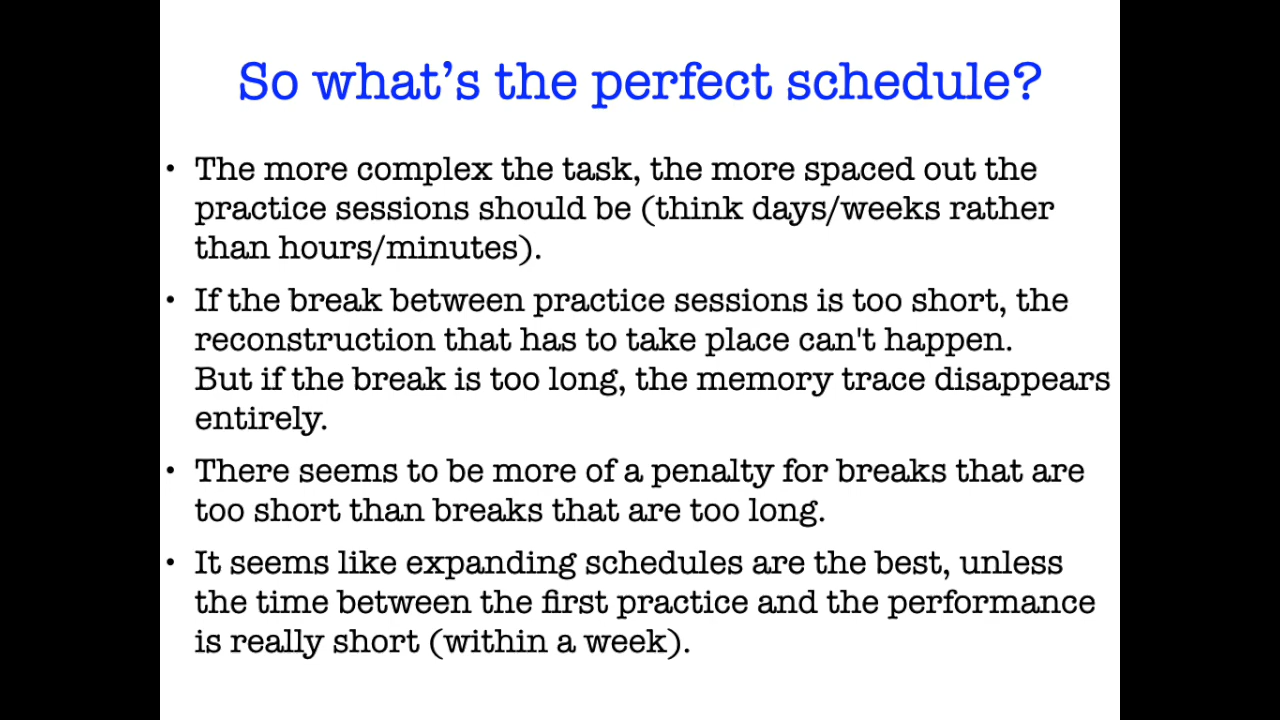 So what’s the perfect schedule?
• The more complex the task, the more spaced out the
practice sessions should be (think days/weeks rather
than hours/minutes).
• If the break between practice sessions is too short, the
reconstruction that has to take place can't happen.
But if the break is too long, the memory trace disappears
entirely.
• There seems to be more of a penalty for breaks that are
too short than breaks that are too long.
• It seems like expanding schedules are the best, unless
the time between the first practice and the performance
is really short (within a week).